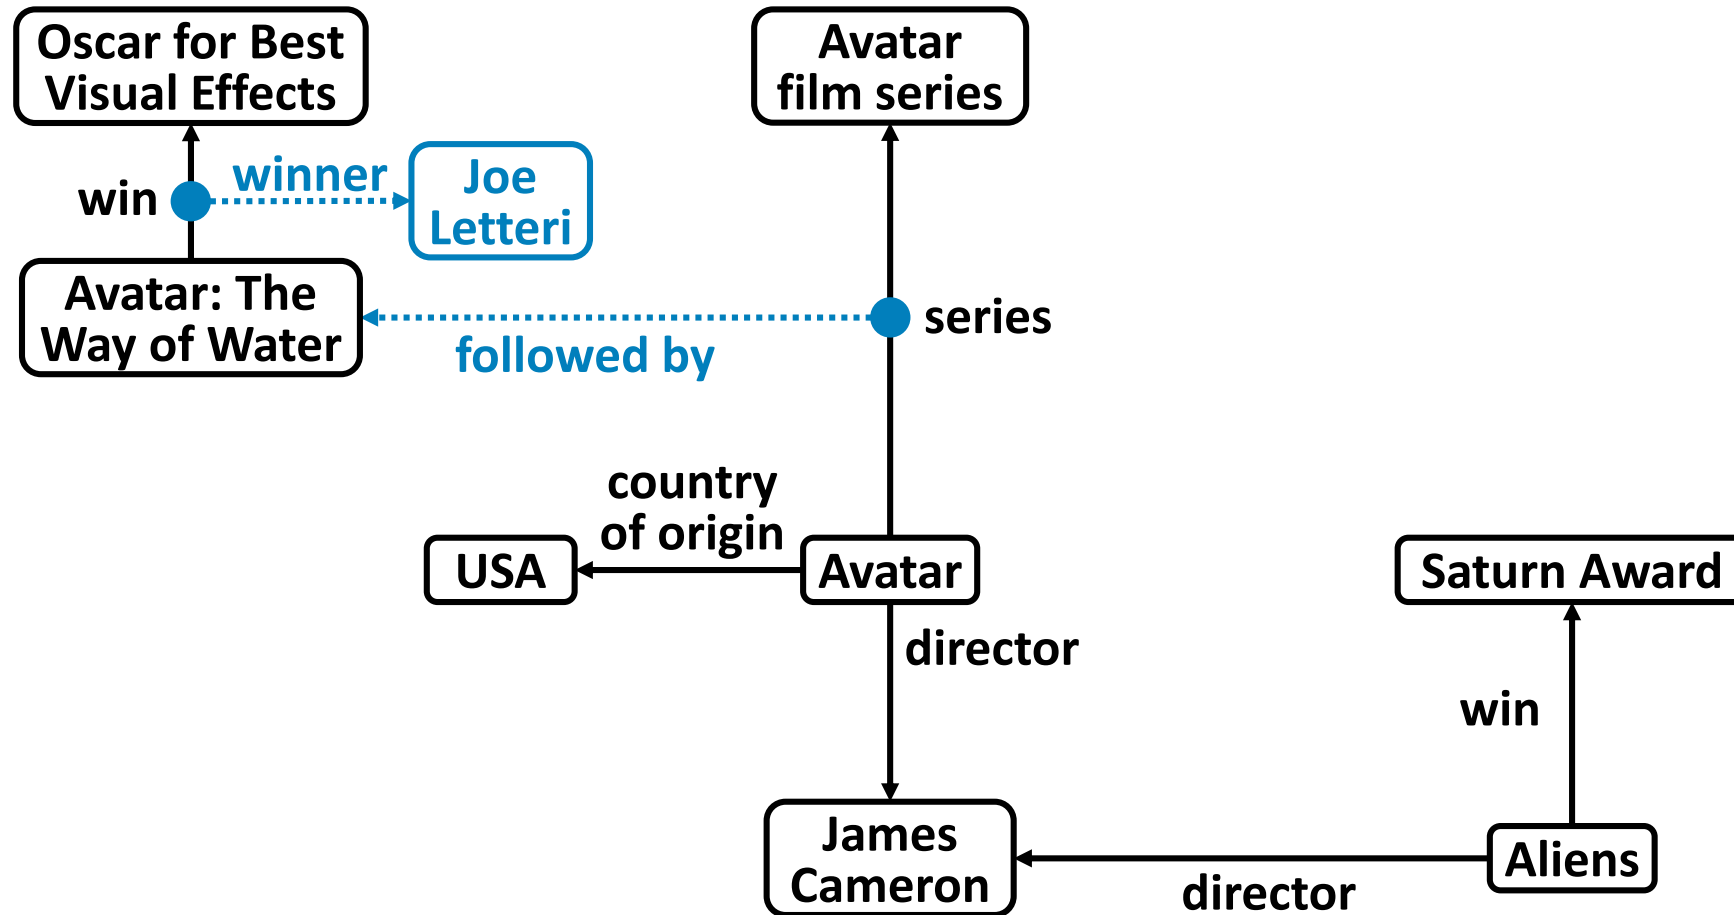 Oscar for Best
Visual Effects
Avatar
film series
win
winner
Joe
Letteri
Avatar: The
Way of Water
followed by
series
country
of origin
USA
Avatar
Saturn Award
director
win
James
Cameron
director
Aliens